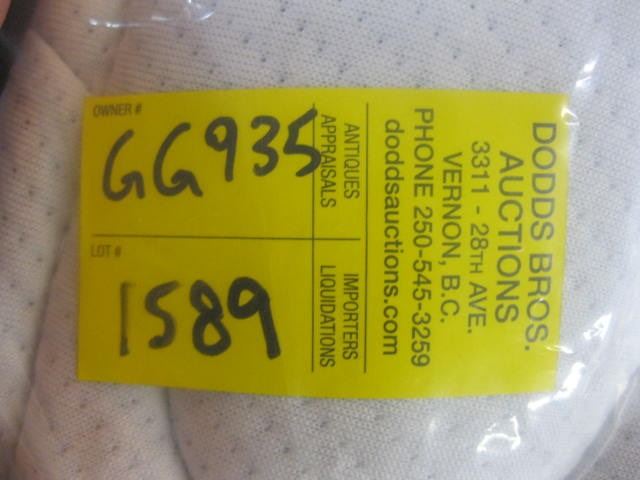 OWNER #
GG935
LOT #
1589
ANTIQUES
APPRAISALS
IMPORTERS
LIQUIDATIONS
DODDS BROS.
AUCTIONS
3311 - 28TH AVE.
VERNON, B.C.
PHONE 250-545-3259
doddsauctions.com